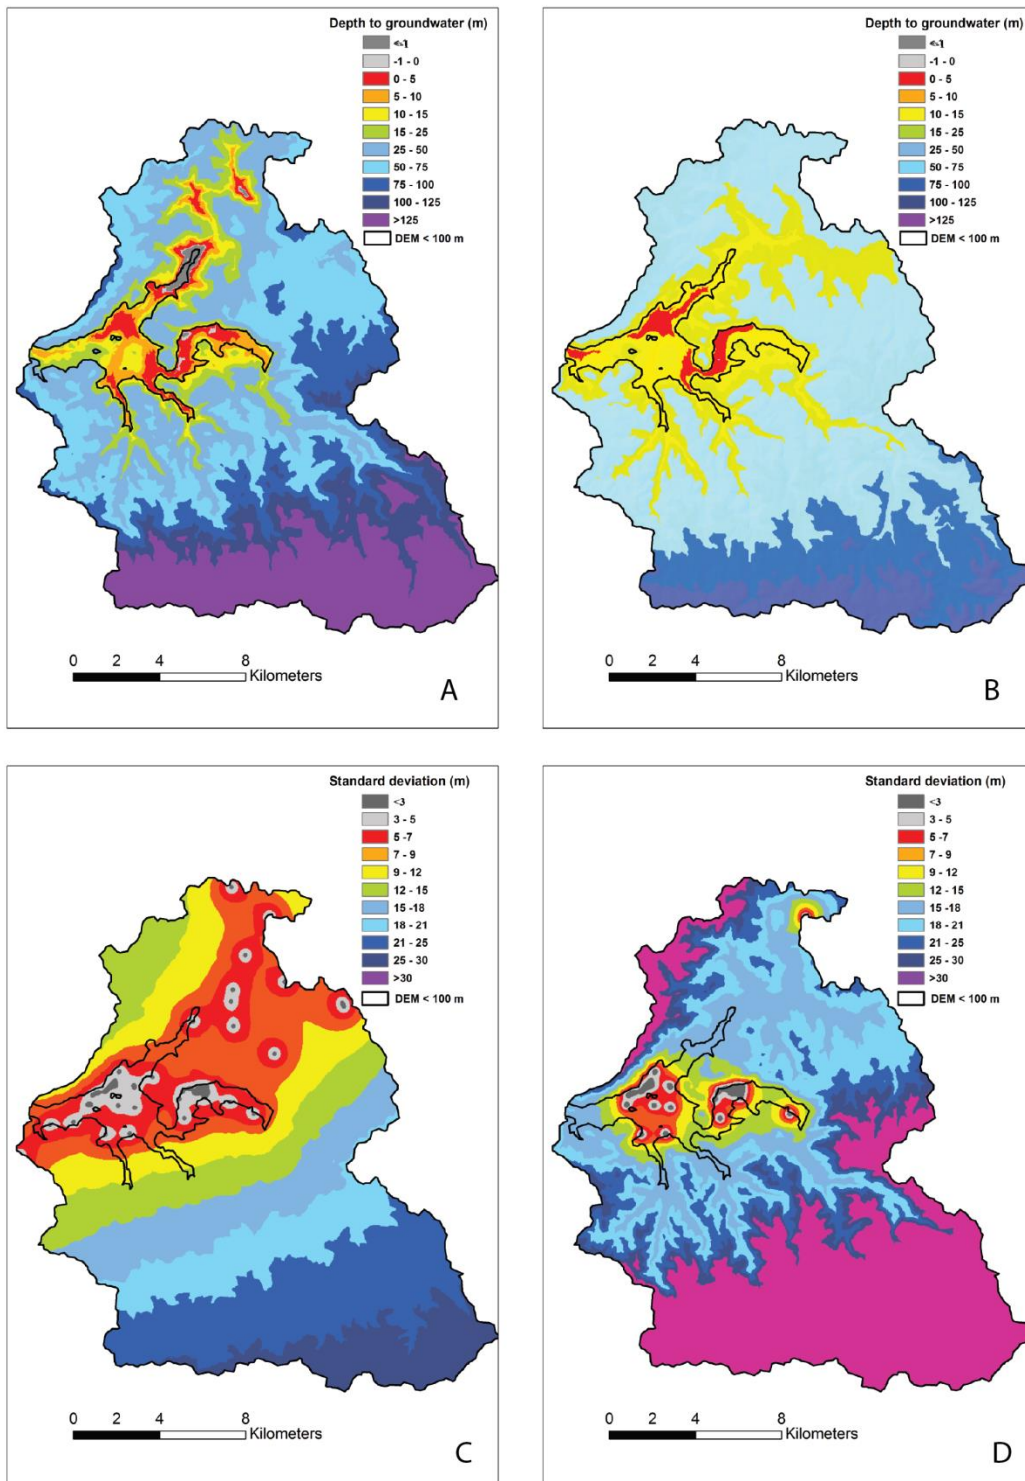 Depth to groundwater (m)
<-1
-1 - 0
0 - 5
5 - 10
10 - 15
15 - 25
25 - 50
50 - 75
75 - 100
100 - 125
>125
DEM < 100 m
0 2 4 8
Kilometers
A
Depth to groundwater (m)
<-1
-1 - 0
0 - 5
5 - 10
10 - 15
15 - 25
25 - 50
50 - 75
75 - 100
100 - 125
>125
DEM < 100 m
0 2 4 8
Kilometers
B
Standard deviation (m)
<3
3 - 5
5 -7
7 - 9
9 - 12
12 - 15
15 -18
18 - 21
21 - 25
25 - 30
>30
DEM < 100 m
0 2 4 8
Kilometers
C
Standard deviation (m)
<3
3 - 5
5 -7
7 - 9
9 - 12
12 - 15
15 -18
18 - 21
21 - 25
25 - 30
>30
DEM < 100 m
0 2 4 8
Kilometers
D